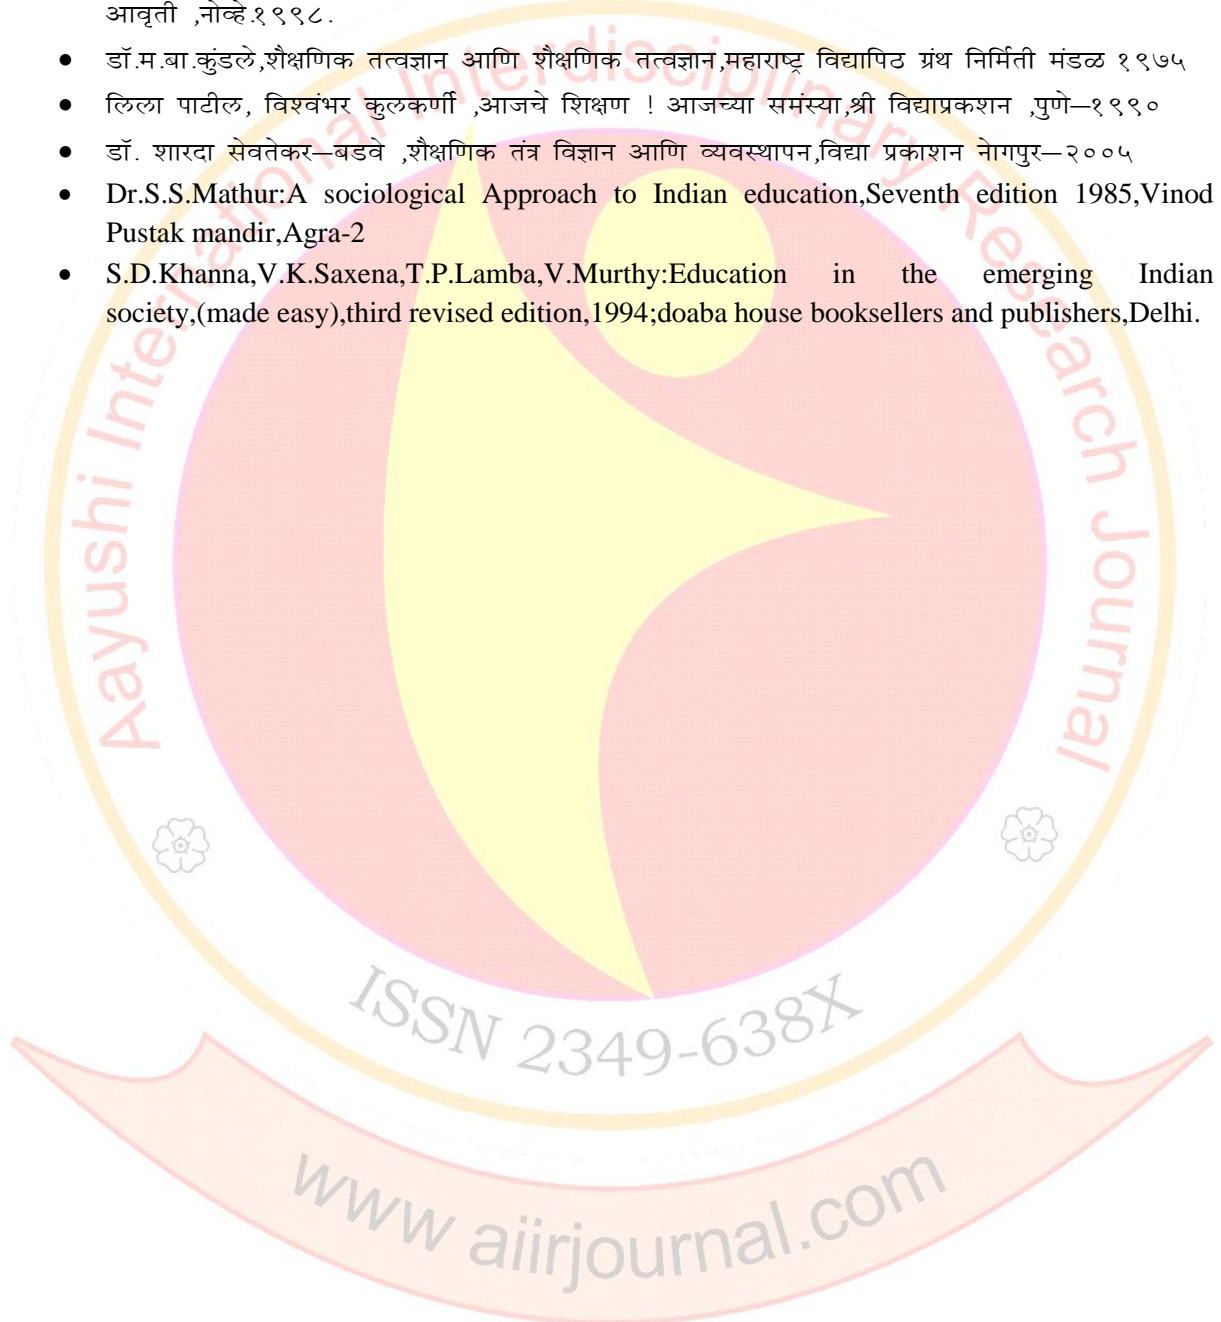 आवृती ,नोव्हे.१९९८.
● डॉ.म.बा.कुंडले,शैक्षणिक तत्वज्ञान आणि शैक्षणिक तत्वज्ञान,महाराष्ट्र विद्यापिठ ग्रंथ निर्मिती मंडळ १९७५
● लिला पाटील, विश्वंभर कुलकर्णी ,आजचे शिक्षण ! आजच्या समंस्या,श्री विद्याप्रकशन ,पुणे—१९९०
● डॉ. शारदा सेवतेकर—बडवे ,शैक्षणिक तंत्र विज्ञान आणि व्यवस्थापन,विद्या प्रकाशन नेागपुर—२००५
● Dr.S.S.Mathur:A sociological Approach to Indian education,Seventh edition 1985,Vinod
Pustak mandir,Agra-2
● S.D.Khanna,V.K.Saxena,T.P.Lamba,V.Murthy:Education in the emerging Indian
society,(made easy),third revised edition,1994;doaba house booksellers and publishers,Delhi.
Aayushi International Interdisciplinary Research Journal
ISSN 2349-638X
www aiirjournal.com